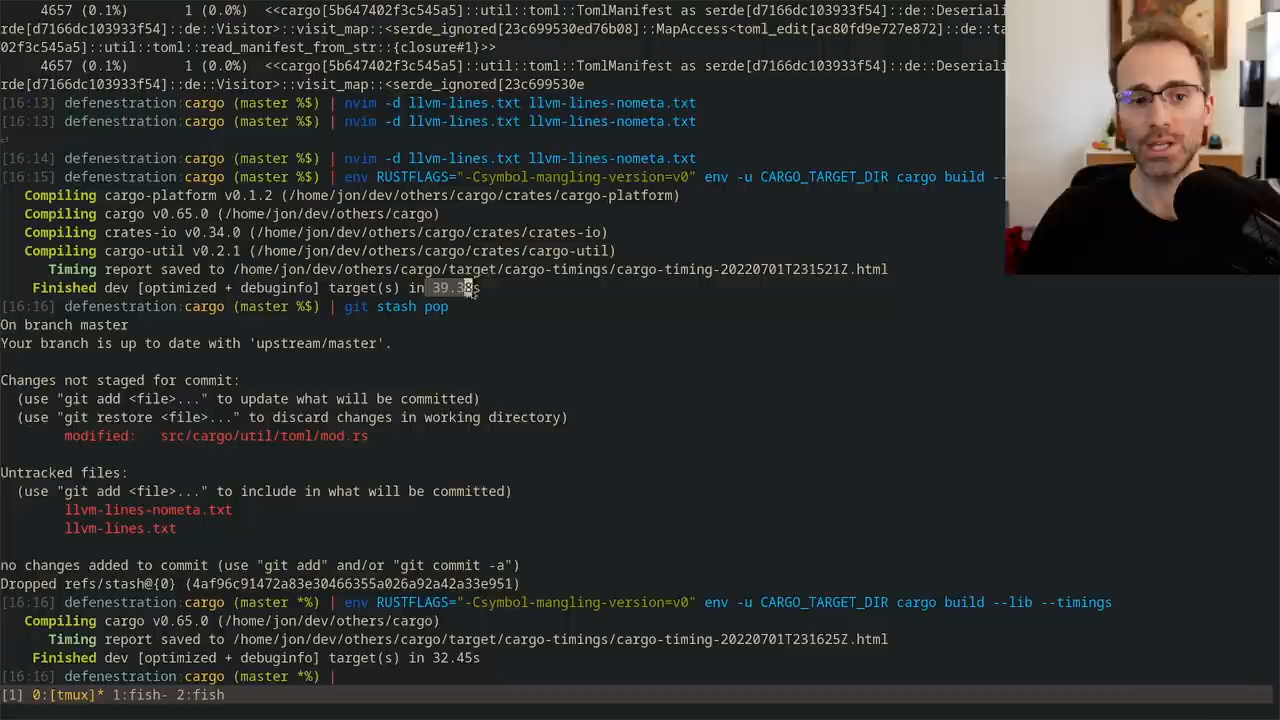 4657 (0.1%) 1 (0.0%) <<cargo[5b647402f3c545a5]::util::toml::TomlManifest as serde[d7166dc103933f54]::de::Deseriali
rde[d7166dc103933f54]::de::Visitor>::visit_map::<serde_ignored[23c699530ed76b08]::MapAccess<toml_edit[ac80fd9e727e872]::de::ta
02f3c545a5]::util::toml::read_manifest_from_str::{closure#1}>>
4657 (0.1%) 1 (0.0%) <<cargo[5b647402f3c545a5]::util::toml::TomlManifest as serde[d7166dc103933f54]::de::Deseriali
rde[d7166dc103933f54]::de::Visitor>::visit_map::<serde_ignored[23c699530e
[16:13] defenestration:cargo (master %$) | nvim -d llvm-lines.txt llvm-lines-nometa.txt
[16:13] defenestration:cargo (master %$) | nvim -d llvm-lines.txt llvm-lines-nometa.txt
⏎
[16:14] defenestration:cargo (master %$) | nvim -d llvm-lines.txt llvm-lines-nometa.txt
[16:15] defenestration:cargo (master %$) | env RUSTFLAGS="-Csymbol-mangling-version=v0" env -u CARGO_TARGET_DIR cargo build --
Compiling cargo-platform v0.1.2 (/home/jon/dev/others/cargo/crates/cargo-platform)
Compiling cargo v0.65.0 (/home/jon/dev/others/cargo)
Compiling crates-io v0.34.0 (/home/jon/dev/others/cargo/crates/crates-io)
Compiling cargo-util v0.2.1 (/home/jon/dev/others/cargo/crates/cargo-util)
Timing report saved to /home/jon/dev/others/cargo/target/cargo-timings/cargo-timing-20220701T231521Z.html
Finished dev [optimized + debuginfo] target(s) in 39.38s
[16:16] defenestration:cargo (master %$) | git stash pop
On branch master
Your branch is up to date with 'upstream/master'.
Changes not staged for commit:
(use "git add <file>..." to update what will be committed)
(use "git restore <file>..." to discard changes in working directory)
modified: src/cargo/util/toml/mod.rs
Untracked files:
(use "git add <file>..." to include in what will be committed)
llvm-lines-nometa.txt
llvm-lines.txt
no changes added to commit (use "git add" and/or "git commit -a")
Dropped refs/stash@{0} (4af96c91472a83e30466355a026a92a42a33e951)
[16:16] defenestration:cargo (master *%) | env RUSTFLAGS="-Csymbol-mangling-version=v0" env -u CARGO_TARGET_DIR cargo build --lib --timings
Compiling cargo v0.65.0 (/home/jon/dev/others/cargo)
Timing report saved to /home/jon/dev/others/cargo/target/cargo-timings/cargo-timing-20220701T231625Z.html
Finished dev [optimized + debuginfo] target(s) in 32.45s
[16:16] defenestration:cargo (master *%) |
[1] 0:[tmux]* 1:fish- 2:fish